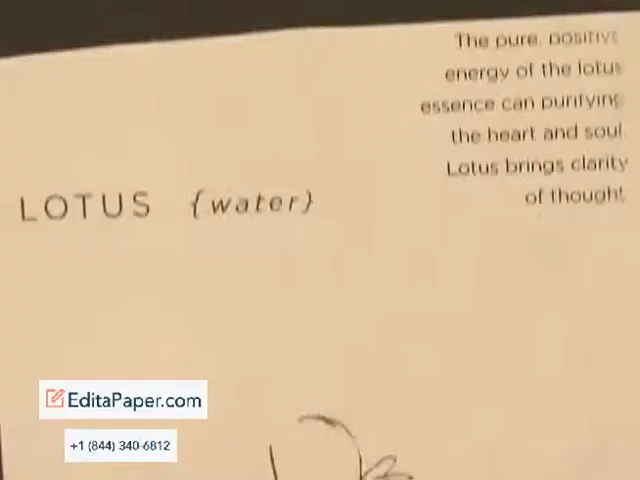 The pure, positive
energy of the lotus
essence can purifying
the heart and soul.
Lotus brings clarity
of thought.
LOTUS {water}
EditaPaper.com
+1 (844) 340-6812